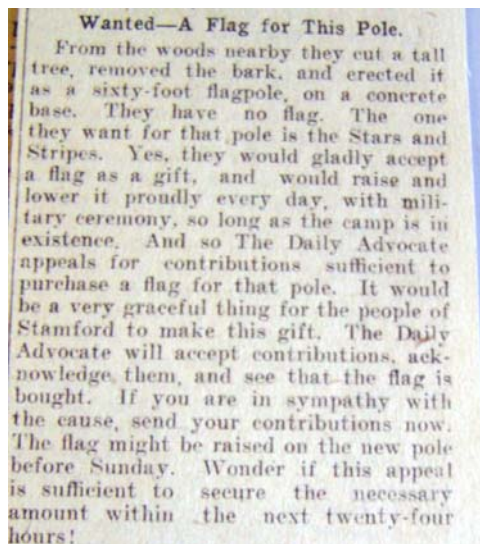 Wanted—A Flag for This Pole.
From the woods nearby they cut a tall
tree, removed the bark, and erected it
as a sixty-foot flagpole, on a concrete
base. They have no flag. The one
they want for that pole is the Stars and
Stripes. Yes, they would gladly accept
a flag as a gift, and would raise and
lower it proudly every day, with mili-
tary ceremony, so long as the camp is in
existence. And so The Daily Advocate
appeals for contributions sufficient to
purchase a flag for that pole. It would
be a very graceful thing for the people of
Stamford to make this gift. The Daily
Advocate will accept contributions, ack-
nowledge them, and see that the flag is
bought. If you are in sympathy with
the cause, send your contributions now.
The flag might be raised on the new pole
before Sunday. Wonder if this appeal
is sufficient to secure the necessary
amount within the next twenty-four
hours!